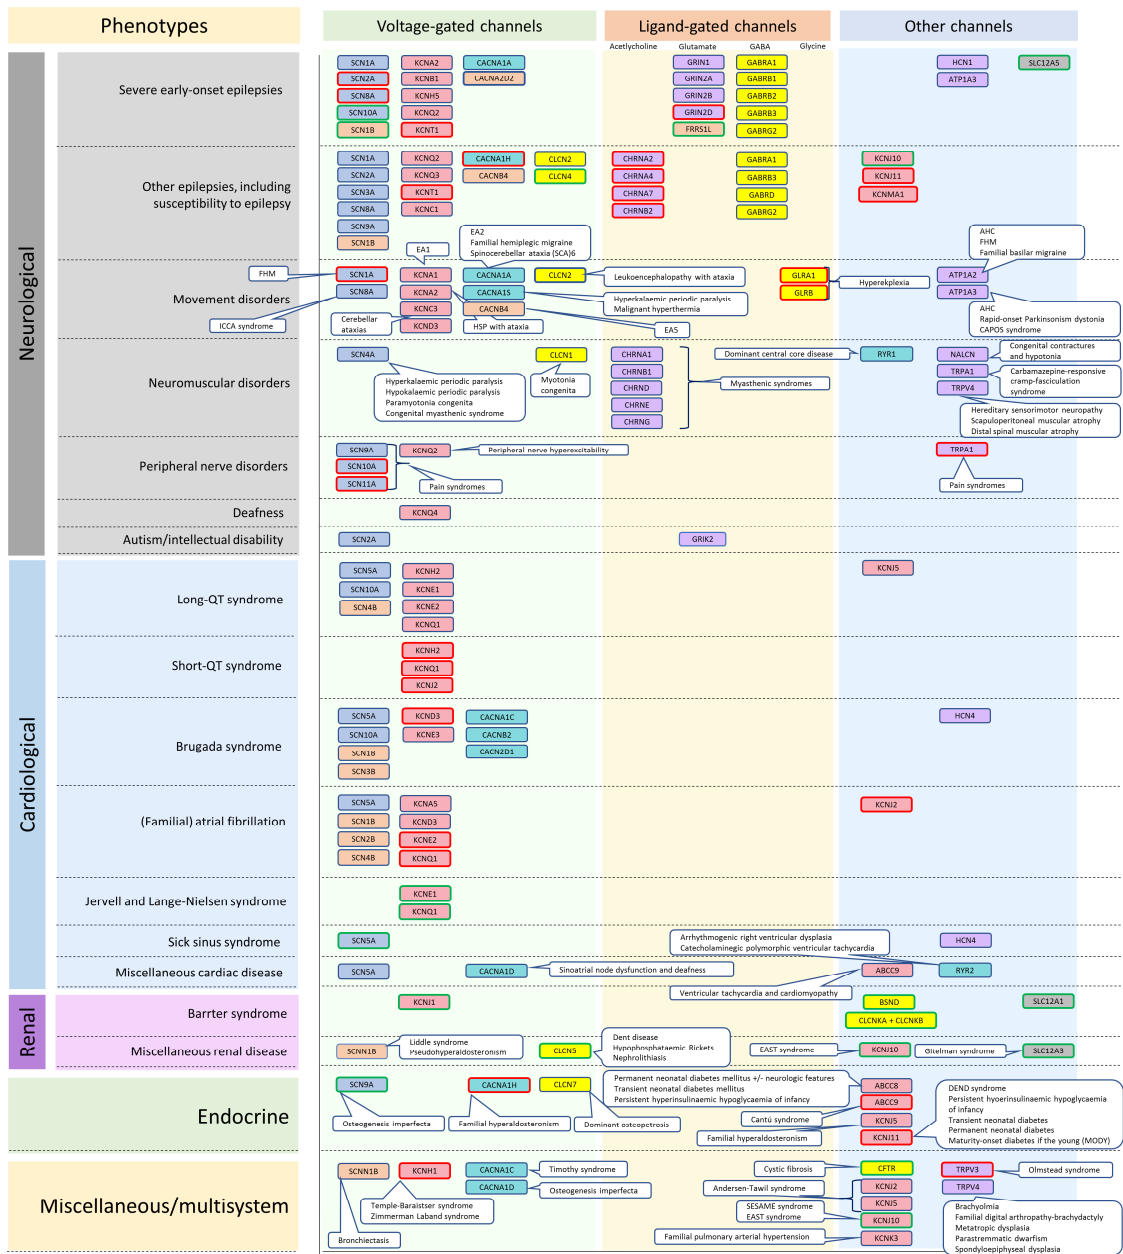 Phenotypes
Voltage-gated channels
Ligand-gated channels
Other channels
Acetlycholine Glutamate GABA Glycine
Neurological
Severe early-onset epilepsies
SCN1A KCNA2 CACNA1A GRIN1 GABRA1 HCN1 SLC12A5
SCN2A KCNB1 CACNA2D2 GRIN2A GABRB1 ATP1A3
SCN8A KCNH5 GRIN2B GABRB2
SCN10A KCNQ2 GRIN2D GABRB3
SCN1B KCNT1 FRRS1L GABRG2
Other epilepsies, including
susceptibility to epilepsy
SCN1A KCNQ2 CACNA1H CLCN2 CHRNA2 GABRA1 KCNJ10
SCN2A KCNQ3 CACNB4 CLCN4 CHRNA4 GABRB3 KCNJ11
SCN3A KCNT1 CHRNA7 GABRD KCNMA1
SCN8A KCNC1 CHRNB2 GABRG2
SCN9A
SCN1B
EA1
EA2
Familial hemiplegic migraine
Spinocerebellar ataxia (SCA)6
AHC
FHM
Familial basilar migraine
Movement disorders
FHM
SCN1A KCNA1 CACNA1A CLCN2 GLRA1 ATP1A2
SCN8A KCNA2 CACNA1S GLRB ATP1A3
KCNC3 CACNB4
KCND3
Leukoencephalopathy with ataxia
Hyperekplexia
Hyperkalaemic periodic paralysis
Malignant hyperthermia
ICCA syndrome
Cerebellar
ataxias
HSP with ataxia
EA5
AHC
Rapid-onset Parkinsonism dystonia
CAPOS syndrome
Neuromuscular disorders
SCN4A CLCN1 CHRNA1 RYR1 NALCN
CHRNB1 TRPA1
CHRND TRPV4
CHRNE
CHRNG
Dominant central core disease
Congenital contractures
and hypotonia
Hyperkalaemic periodic paralysis
Hypokalaemic periodic paralysis
Paramyotonia congenita
Congenital myasthenic syndrome
Myotonia
congenita
Myasthenic syndromes
Carbamazepine-responsive
cramp-fasciculation
syndrome
Hereditary sensorimotor neuropathy
Scapuloperitoneal muscular atrophy
Distal spinal muscular atrophy
Peripheral nerve disorders
SCN9A KCNQ2 TRPA1
SCN10A
SCN11A
Peripheral nerve hyperexcitability
Pain syndromes
Pain syndromes
Deafness
KCNQ4
Autism/intellectual disability
SCN2A GRIK2
Cardiological
Long-QT syndrome
SCN5A KCNH2 KCNJ5
SCN10A KCNE1
SCN4B KCNE2
KCNQ1
Short-QT syndrome
KCNH2
KCNQ1
KCNJ2
Brugada syndrome
SCN5A KCND3 CACNA1C HCN4
SCN10A KCNE3 CACNB2
SCN1B CACN2D1
SCN3B
(Familial) atrial fibrillation
SCN5A KCNA5 KCNJ2
SCN1B KCND3
SCN2B KCNE2
SCN4B KCNQ1
Jervell and Lange-Nielsen syndrome
KCNE1
KCNQ1
Sick sinus syndrome
SCN5A HCN4
Arrhythmogenic right ventricular dysplasia
Catecholaminegic polymorphic ventricular tachycardia
Miscellaneous cardiac disease
SCN5A CACNA1D ABCC9 RYR2
Sinoatrial node dysfunction and deafness
Ventricular tachycardia and cardiomyopathy
Renal
Barrter syndrome
KCNJ1 BSND SLC12A1
CLCNKA + CLCNKB
Miscellaneous renal disease
SCNN1B CLCN5 KCNJ10 SLC12A3
Liddle syndrome
Pseudohyperaldosteronism
Dent disease
Hypophosphataemic Rickets
Nephrolithiasis
EAST syndrome
Gitelman syndrome
Endocrine
SCN9A CACNA1H CLCN7 ABCC8
ABCC9
KCNJ5
KCNJ11
Permanent neonatal diabetes mellitus +/- neurologic features
Transient neonatal diabetes mellitus
Persistent hyperinsulinaemic hypoglycaemia of infancy
Osteogenesis imperfecta
Familial hyperaldosteronism
Dominant ostcopctrosis
Cantú syndrome
Familial hyperaldosteronism
DEND syndrome
Persistent hyoerinsulinaemic hypoglycaemia
of infancy
Transient neonatal diabetes
Permanent neonatal diabetes
Maturity-onset diabetes if the young (MODY)
Miscellaneous/multisystem
SCNN1B KCNH1 CACNA1C CFTR TRPV3
CACNA1D KCNJ2 TRPV4
KCNJ5
KCNJ10
KCNK3
Timothy syndrome
Osteogenesis imperfecta
Cystic fibrosis
Olmstead syndrome
Andersen-Tawil syndrome
Temple-Baraistser syndrome
Zimmerman Laband syndrome
SESAME syndrome
EAST syndrome
Bronchiectasis
Familial pulmonary arterial hypertension
Brachyolmia
Familial digital arthropathy-brachydactyly
Metatropic dysplasia
Parastremmatic dwarfism
Spondyloepiphyseal dysplasia